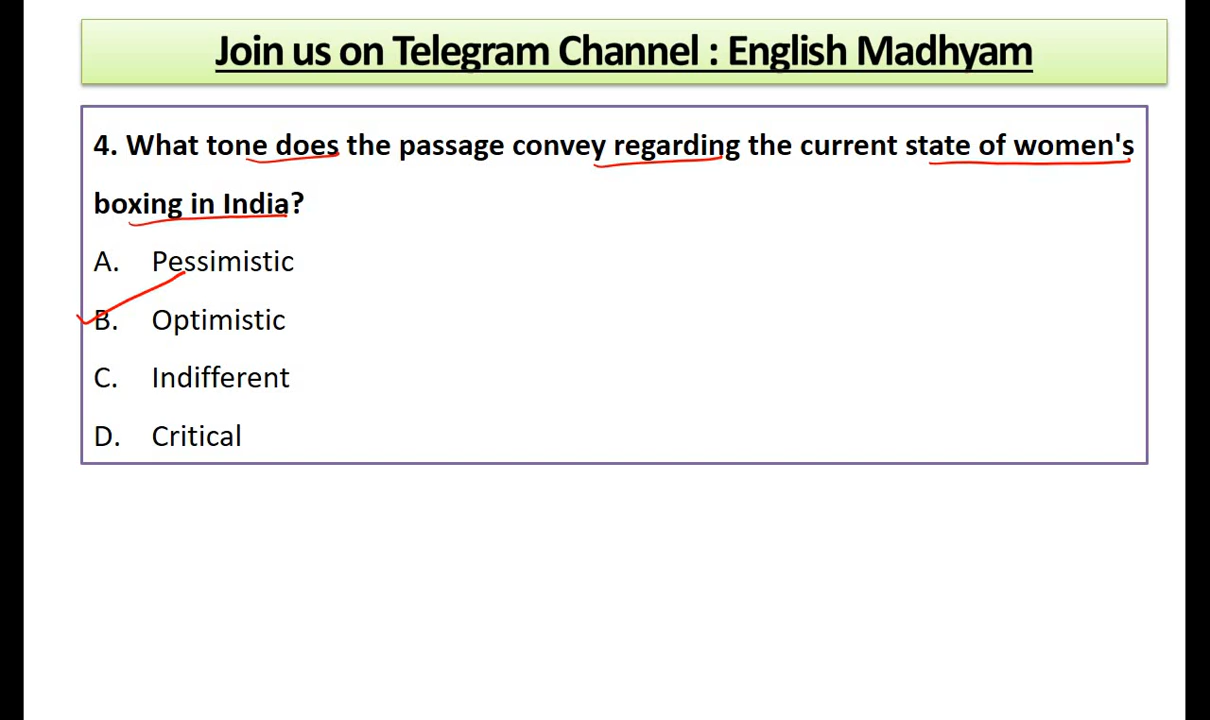 Join us on Telegram Channel : English Madhyam
4. What tone does the passage convey regarding the current state of women's
boxing in India?
A. Pessimistic
B. Optimistic
C. Indifferent
D. Critical